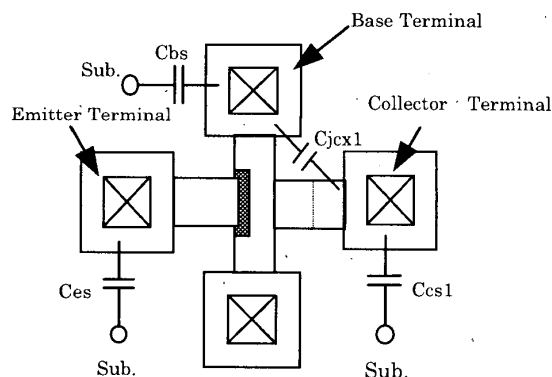 Base Terminal
Cbs
Sub.
Emitter Terminal
Collector Terminal
Cjcx1
Ces
Ccs1
Sub.
Sub.